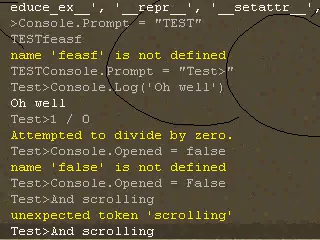 educe_ex__', '__repr__', '__setattr__',
>Console.Prompt = "TEST"
TESTfeasf
name 'feasf' is not defined
TESTConsole.Prompt = "Test>"
Test>Console.Log('Oh well')
Oh well
Test>1 / 0
Attempted to divide by zero.
Test>Console.Opened = false
name 'false' is not defined
Test>Console.Opened = False
Test>And scrolling
unexpected token 'scrolling'
Test>And scrolling